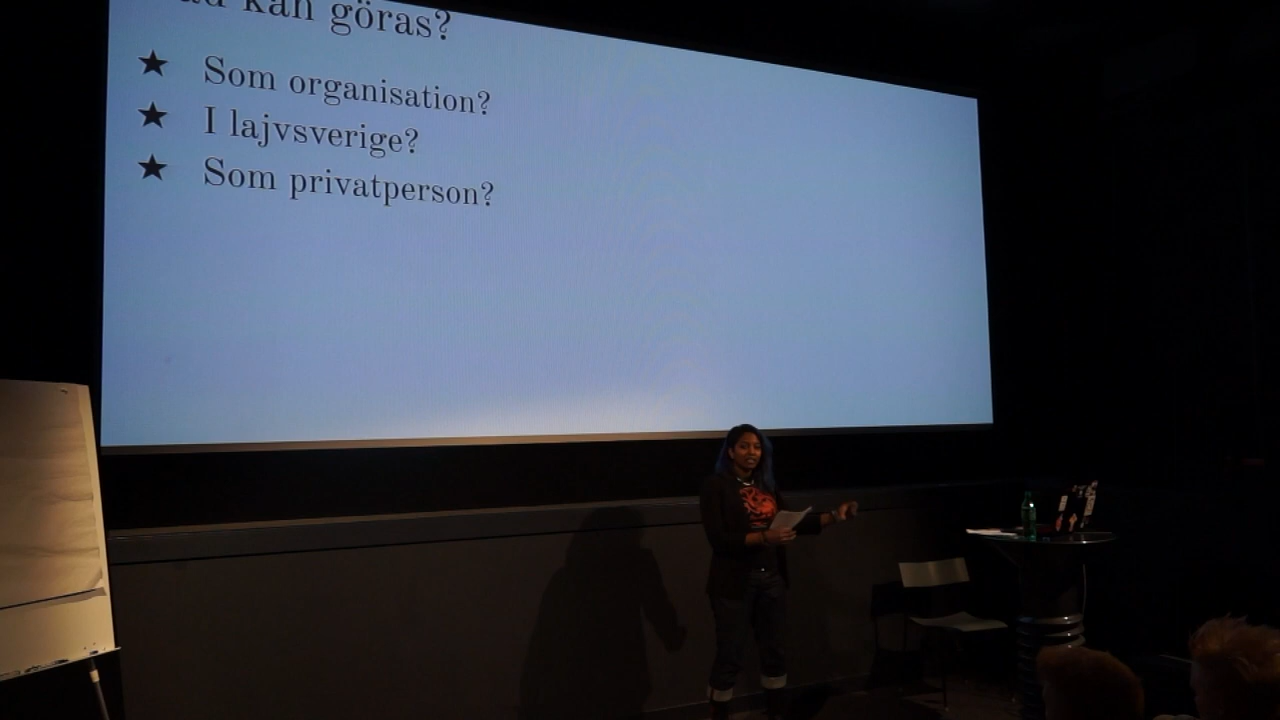 kan göras?
★ Som organisation?
★ I lajvsverige?
★ Som privatperson?